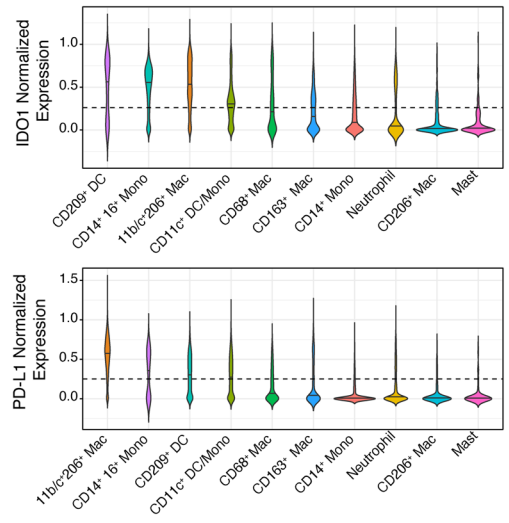 IDO1 Normalized
Expression
1.0
0.5
0.0
CD209⁺ DC
CD14⁺ 16⁺ Mono
11b/c⁺206⁺ Mac
CD11c⁺ DC/Mono
CD68⁺ Mac
CD163⁺ Mac
CD14⁺ Mono
Neutrophil
CD206⁺ Mac
Mast
PD-L1 Normalized
Expression
1.5
1.0
0.5
0.0
11b/c⁺206⁺ Mac
CD14⁺ 16⁺ Mono
CD209⁺ DC
CD11c⁺ DC/Mono
CD68⁺ Mac
CD163⁺ Mac
CD14⁺ Mono
Neutrophil
CD206⁺ Mac
Mast